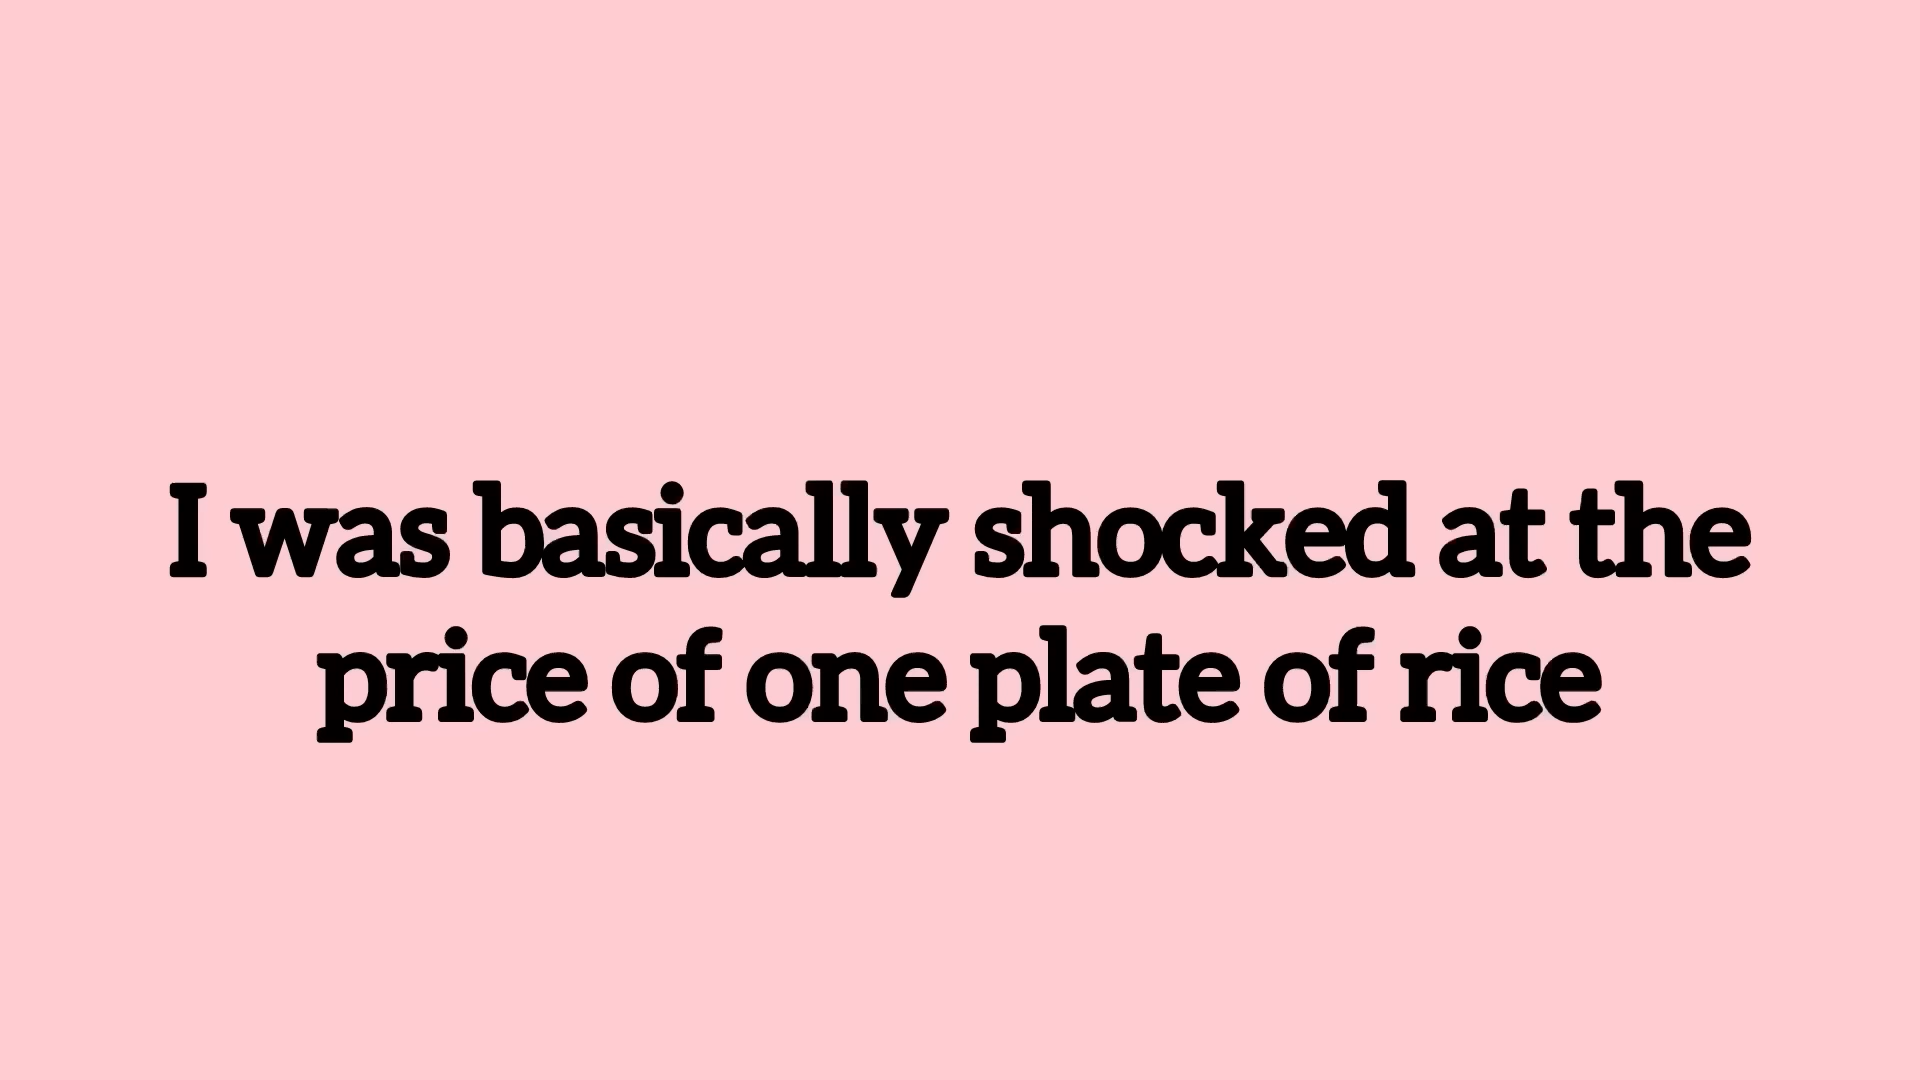 I was basically shocked at the
price of one plate of rice